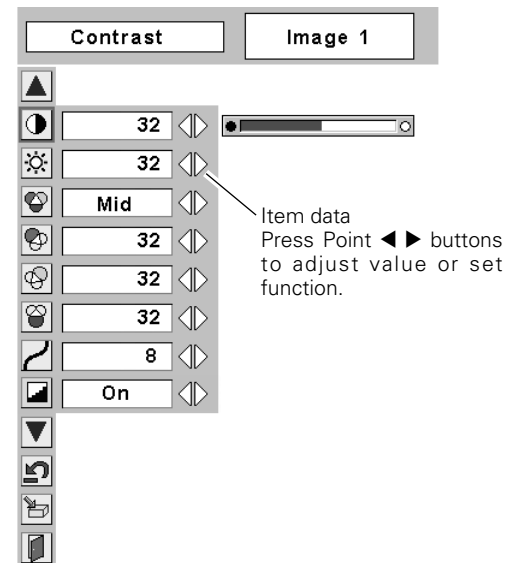 Contrast
Image 1
32
32
Mid
32
32
32
8
On
Item data
Press Point ◀ ▶ buttons
to adjust value or set
function.